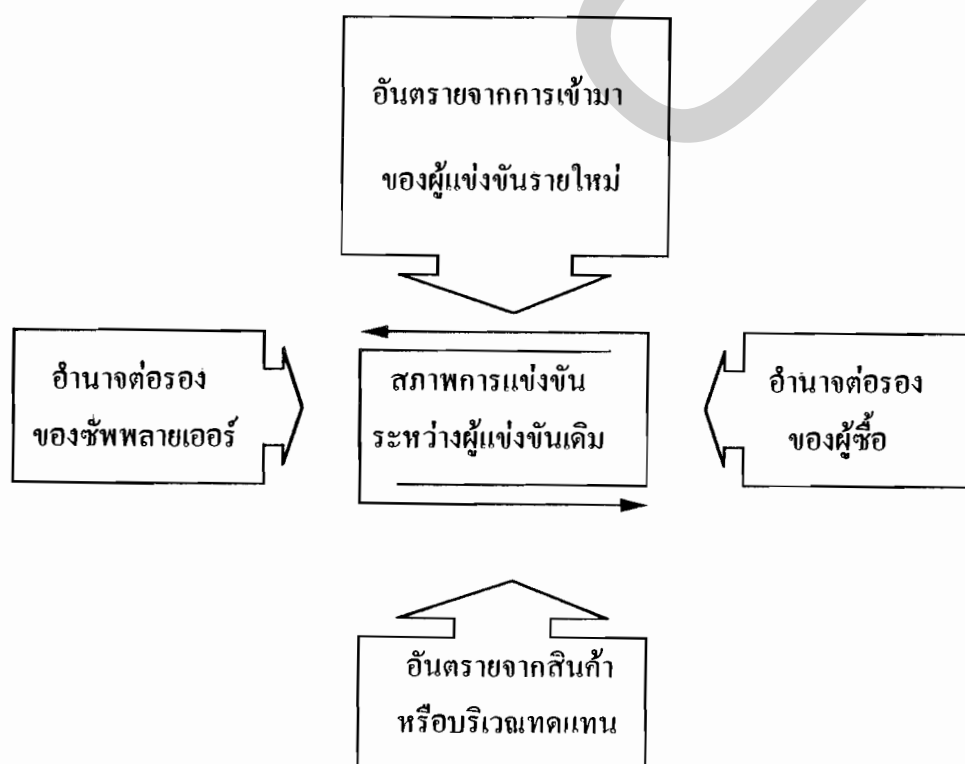 อันตรายจากการเข้ามา
ของผู้แข่งขันรายใหม่
อำนาจต่อรอง
ของซัพพลายเออร์
สภาพการแข่งขัน
ระหว่างผู้แข่งขันเดิม
อำนาจต่อรอง
ของผู้ซื้อ
อันตรายจากสินค้า
หรือบริเวณทดแทน